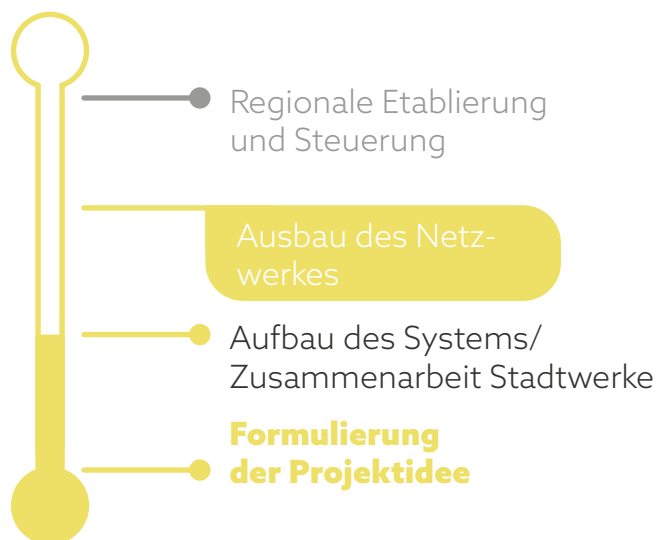 Regionale Etablierung
und Steuerung
Ausbau des Netz-
werkes
Aufbau des Systems/
Zusammenarbeit Stadtwerke
Formulierung
der Projektidee